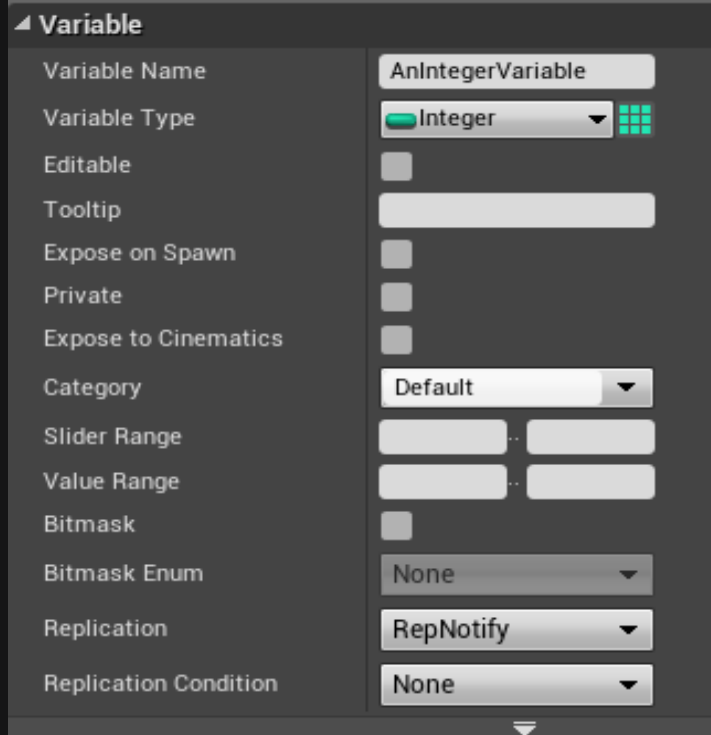 Variable
Variable Name AnIntegerVariable
Variable Type Integer
Editable
Tooltip
Expose on Spawn
Private
Expose to Cinematics
Category Default
Slider Range ..
Value Range ..
Bitmask
Bitmask Enum None
Replication RepNotify
Replication Condition None